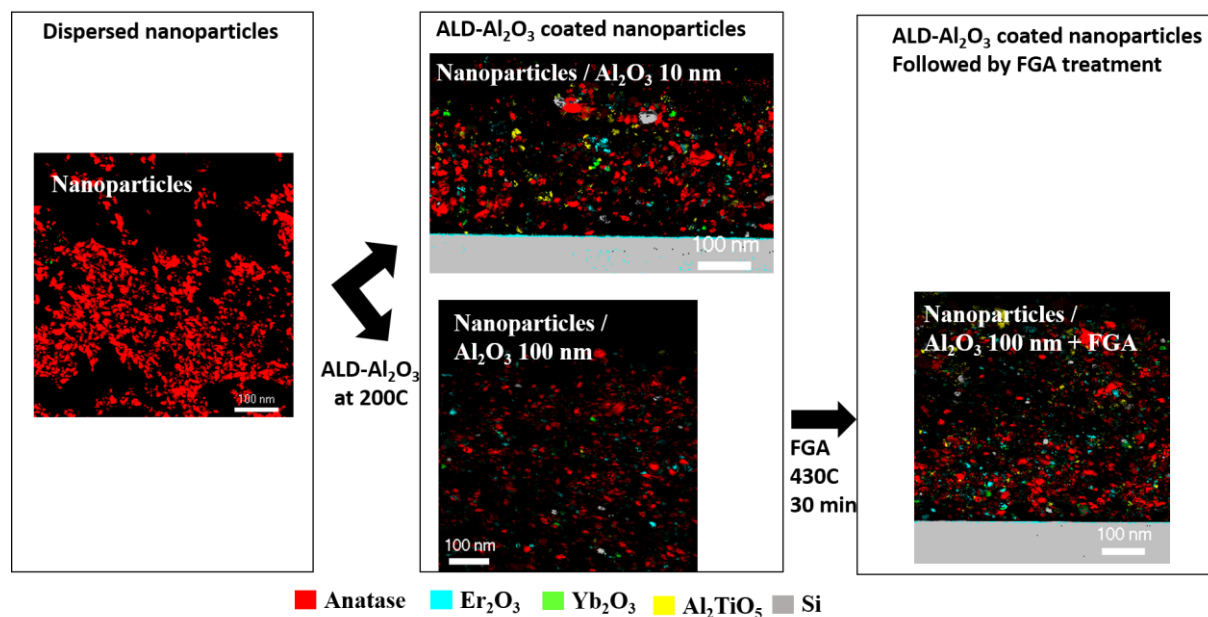 Dispersed nanoparticles
Nanoparticles
100 nm
ALD-Al₂O₃
at 200C
ALD-Al₂O₃ coated nanoparticles
Nanoparticles / Al₂O₃ 10 nm
100 nm
Nanoparticles /
Al₂O₃ 100 nm
100 nm
FGA
430C
30 min
ALD-Al₂O₃ coated nanoparticles
Followed by FGA treatment
Nanoparticles /
Al₂O₃ 100 nm + FGA
100 nm
Anatase Er₂O₃ Yb₂O₃ Al₂TiO₅ Si